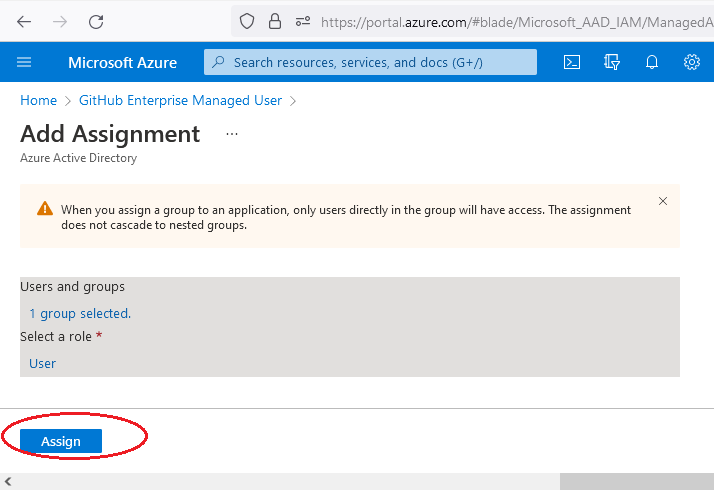 https://portal.azure.com/#blade/Microsoft_AAD_IAM/ManagedA
Microsoft Azure
Search resources, services, and docs (G+/)
Home > GitHub Enterprise Managed User >
Add Assignment ...
Azure Active Directory
When you assign a group to an application, only users directly in the group will have access. The assignment
does not cascade to nested groups.
Users and groups
1 group selected.
Select a role *
User
Assign